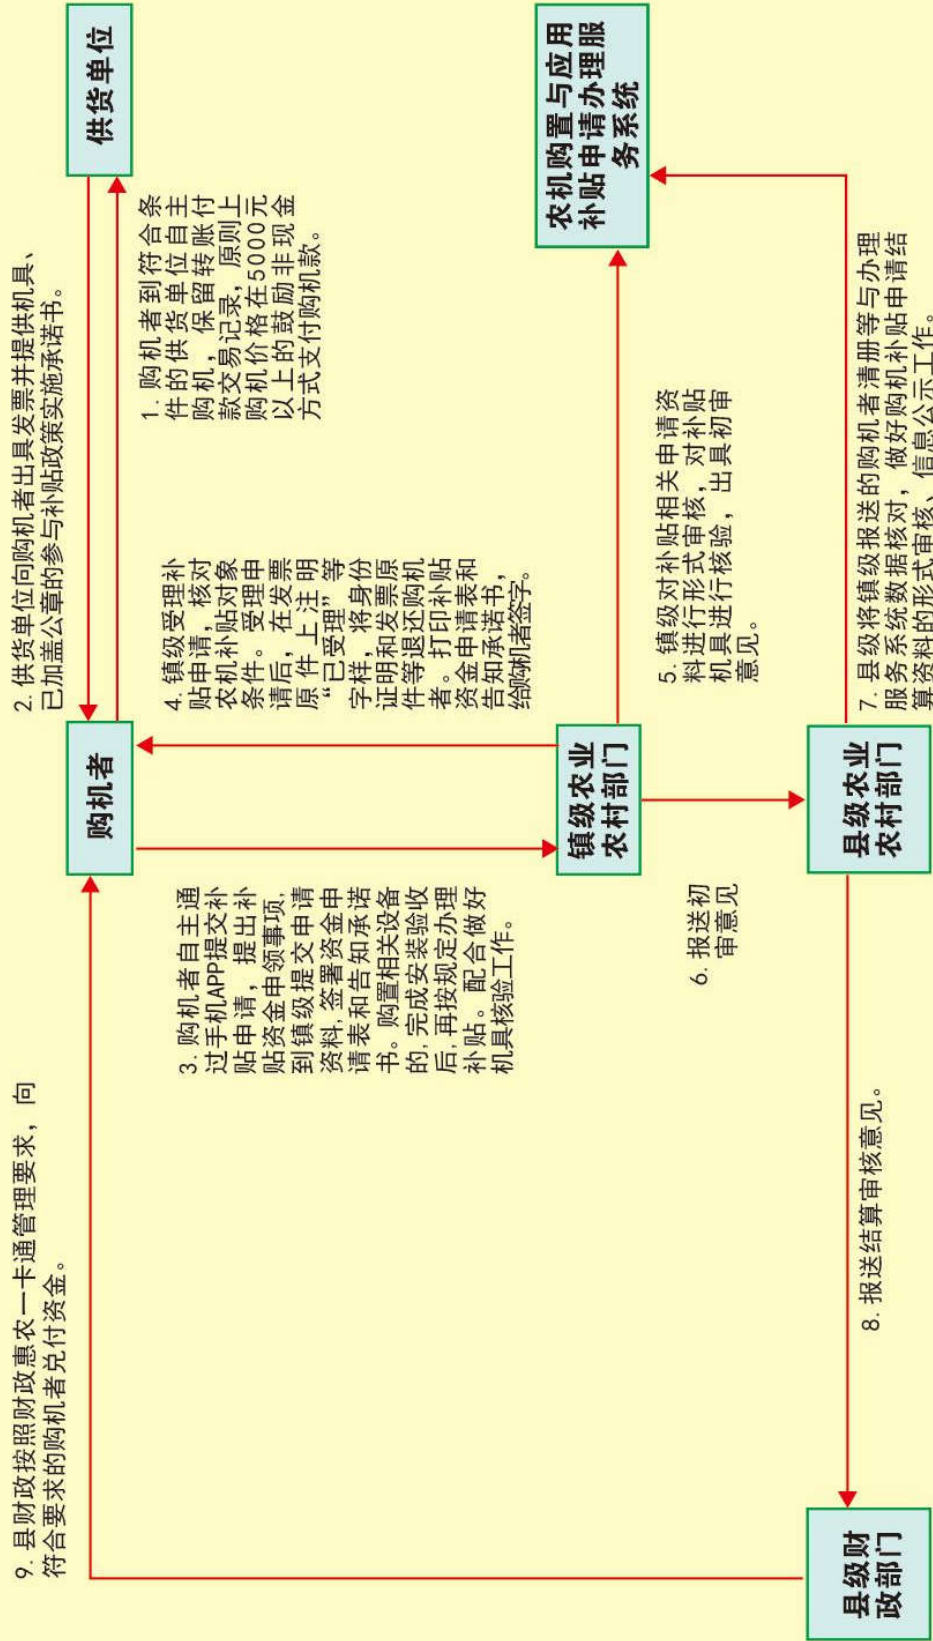 9. 县财政按照财政惠农一卡通管理要求，向
符合要求的购机者兑付资金。
2. 供货单位向购机者出具发票并提供机具、
已加盖公章的参与补贴政策实施承诺书。
购机者
供货单位
3. 购机者自主通
过手机APP提交补
贴申请，提出补
贴资金申领事项,
到镇级提交申请
资料,签署资金申
请表和告知承诺
书。购置相关设备
的,完成安装验收
后,再按规定办理
补贴。配合做好
机具核验工作。
4. 镇级受理补
贴申请，核对
农机补贴对象
条件。受理申
请后，在发票
原件上注明
“已受理”等
字样，将身份
证明和发票原
件等退还购机
者。打印补贴
资金申请表和
告知承诺书，
给购机者签字。
1. 购机者到符合条
件的供货单位自主
购机，保留转账付
款交易记录，原则上
购机价格在5000元
以上的鼓励非现金
方式支付购机款。
镇级农业
农村部门
农机购置与应用
补贴申请办理服
务系统
6. 报送初
审意见
5. 镇级对补贴相关申请资
料进行形式审核，对补贴
机具进行核验，出具初审
意见。
县级财
政部门
县级农业
农村部门
8. 报送结算审核意见。
7. 县级将镇级报送的购机者清册等与办理
服务系统数据核对，做好购机补贴申请结
算资料的形式审核、信息公示工作。